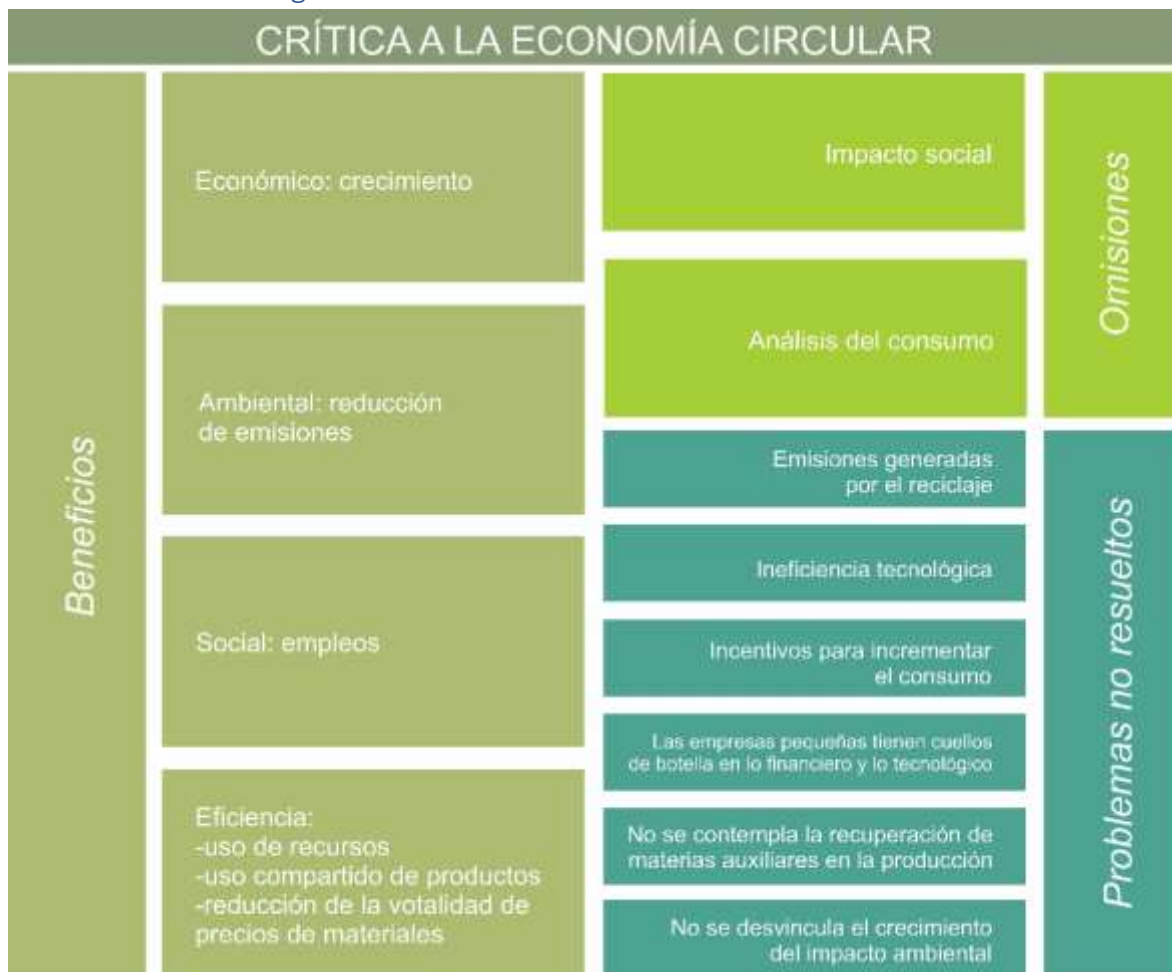 CRÍTICA A LA ECONOMÍA CIRCULAR
Beneficios
Económico: crecimiento
Ambiental: reducción
de emisiones
Social: empleos
Eficiencia:
-uso de recursos
-uso compartido de productos
-reducción de la votalidad de
precios de materiales
Omisiones
Impacto social
Análisis del consumo
Problemas no resueltos
Emisiones generadas
por el reciclaje
Ineficiencia tecnológica
Incentivos para incrementar
el consumo
Las empresas pequeñas tienen cuellos
de botella en lo financiero y lo tecnológico
No se contempla la recuperación de
materias auxiliares en la producción
No se desvincula el crecimiento
del impacto ambiental